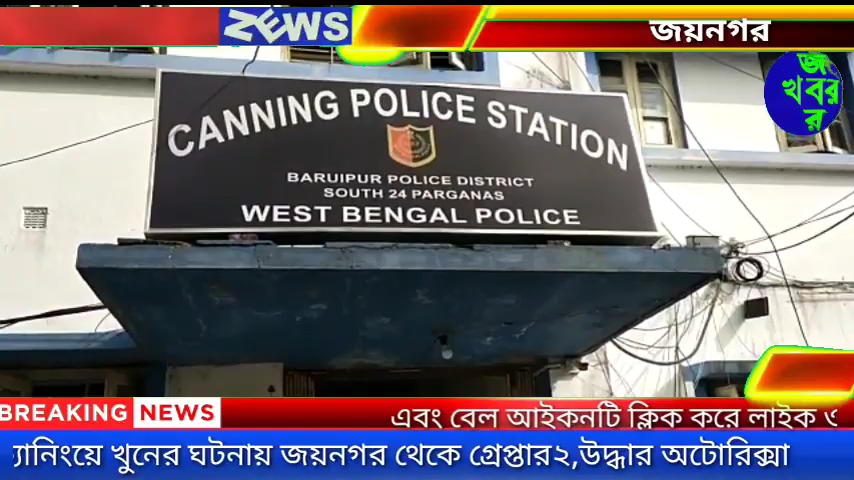 ZEWS
জয়নগর
জঃ
খবর
র
CANNING POLICE STATION
BARUIPUR POLICE DISTRICT
SOUTH 24 PARGANAS
WEST BENGAL POLICE
BREAKING NEWS
এবং বেল আইকনটি ক্লিক করে লাইক ও
্যানিংয়ে খুনের ঘটনায় জয়নগর থেকে গ্রেপ্তার২,উদ্ধার অটোরিক্সা